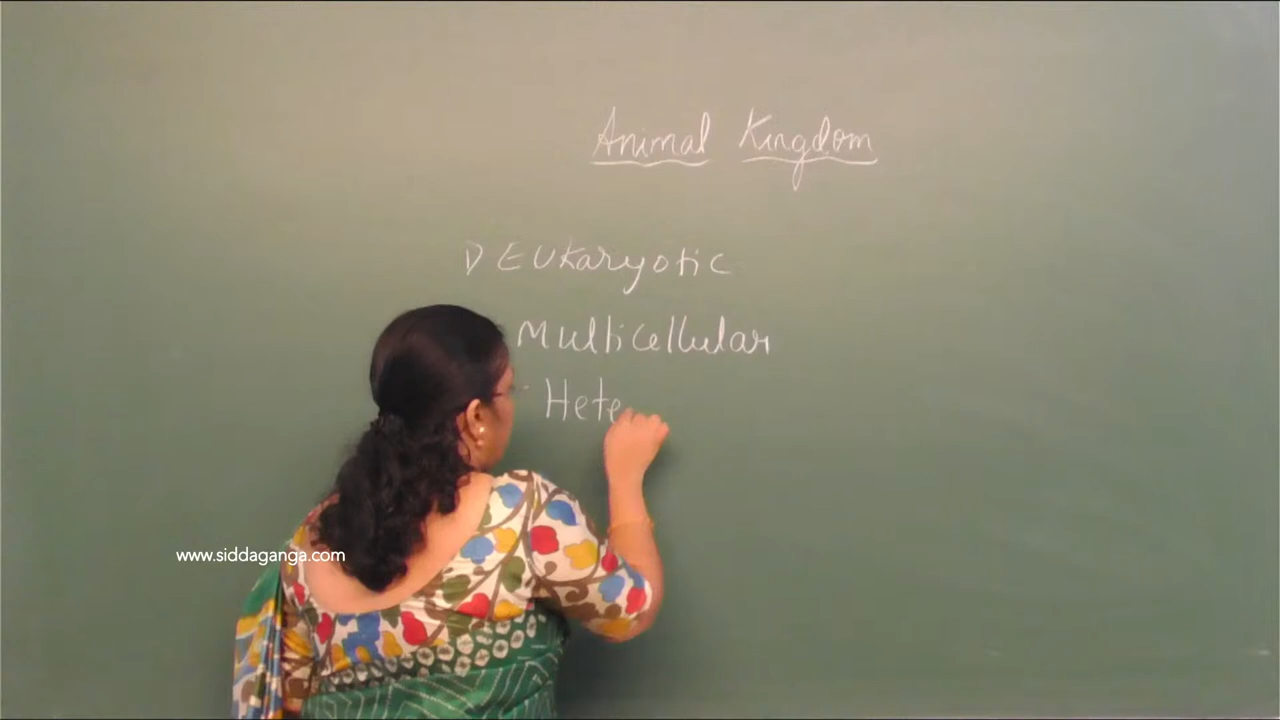 Animal Kingdom
1) Eukaryotic
Multicellular
Hete
www.siddaganga.com